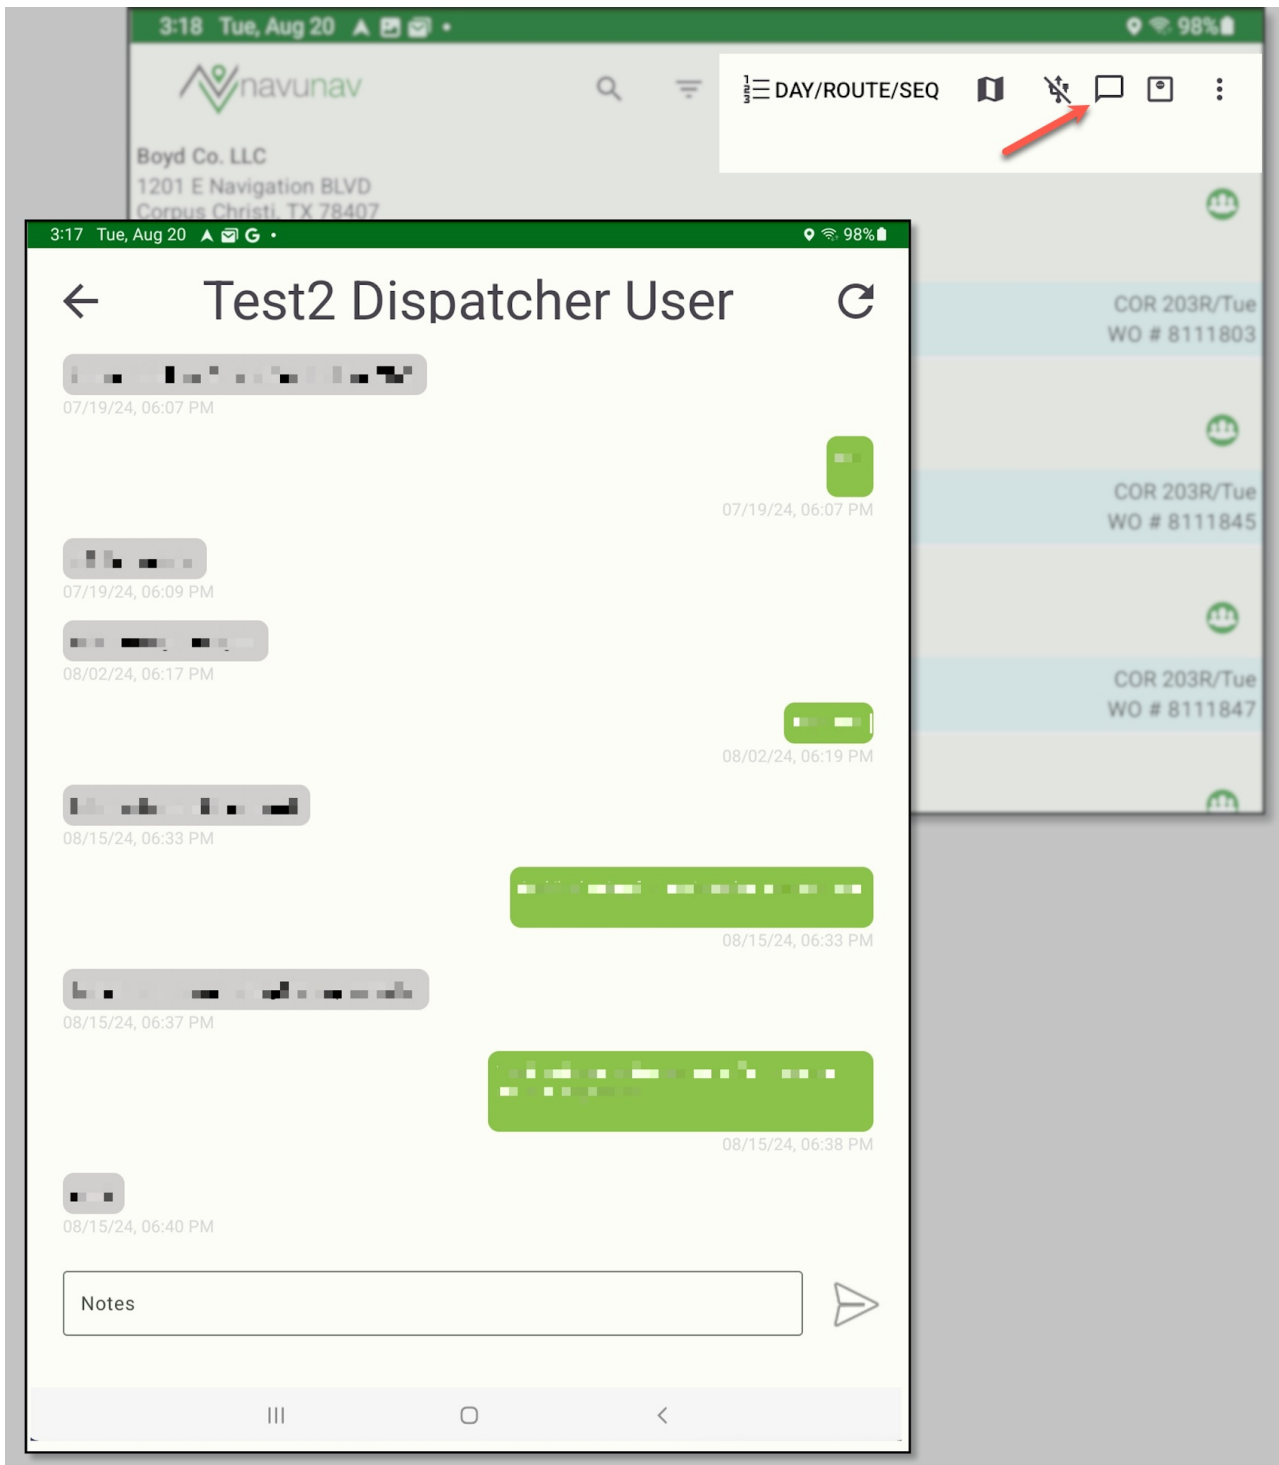 3:18 Tue, Aug 20
98%
navunav
DAY/ROUTE/SEQ
Boyd Co. LLC
1201 E Navigation BLVD
Corpus Christi, TX 78407
COR 203R/Tue
WO # 8111803
COR 203R/Tue
WO # 8111845
COR 203R/Tue
WO # 8111847
3:17 Tue, Aug 20 G
98%
Test2 Dispatcher User
07/19/24, 06:07 PM
07/19/24, 06:07 PM
07/19/24, 06:09 PM
08/02/24, 06:17 PM
08/02/24, 06:19 PM
08/15/24, 06:33 PM
08/15/24, 06:33 PM
08/15/24, 06:37 PM
08/15/24, 06:38 PM
08/15/24, 06:40 PM
Notes